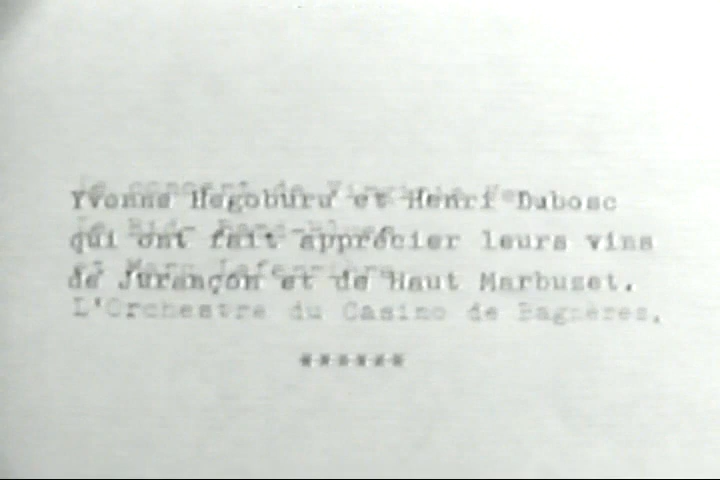 Yvonne Hegoburu et Henri Dubosc
qui ont fait apprécier leurs vins
de Jurançon et de Haut Marbuzet.
L'Orchestre du Casino de Bagnères.
******